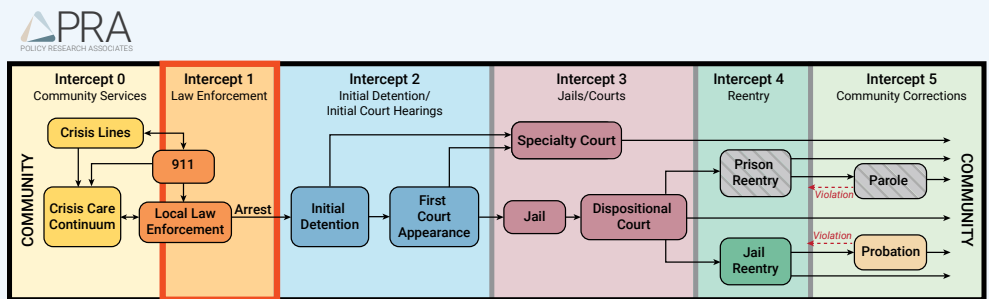 PRA
POLICY RESEARCH ASSOCIATES
Intercept 0
Community Services
Intercept 1
Law Enforcement
Intercept 2
Initial Detention/
Initial Court Hearings
Intercept 3
Jails/Courts
Intercept 4
Reentry
Intercept 5
Community Corrections
COMMUNITY
Crisis Lines
911
Crisis Care
Continuum
Local Law
Enforcement
Arrest
Initial
Detention
First
Court
Appearance
Specialty Court
Jail
Dispositional
Court
Prison
Reentry
Violation
Parole
Jail
Reentry
Violation
Probation
COMMUNITY